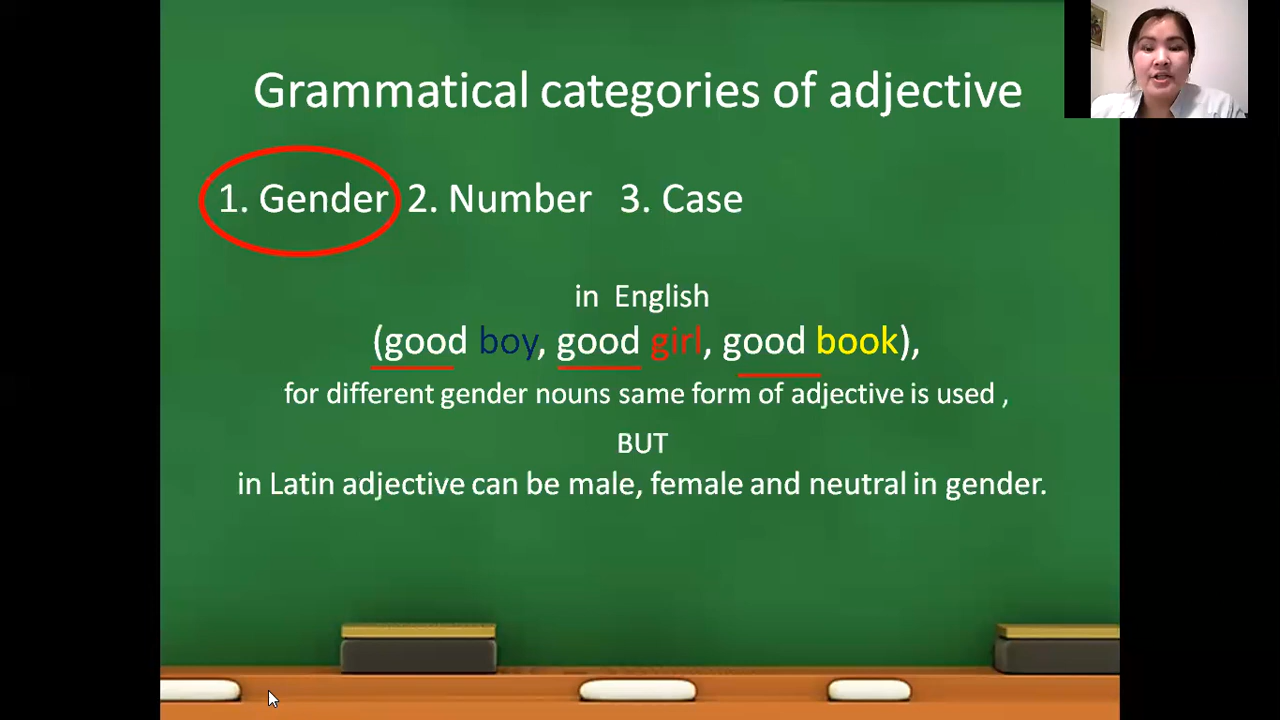 Grammatical categories of adjective
1. Gender 2. Number 3. Case
in English
(good boy, good girl, good book),
for different gender nouns same form of adjective is used ,
BUT
in Latin adjective can be male, female and neutral in gender.